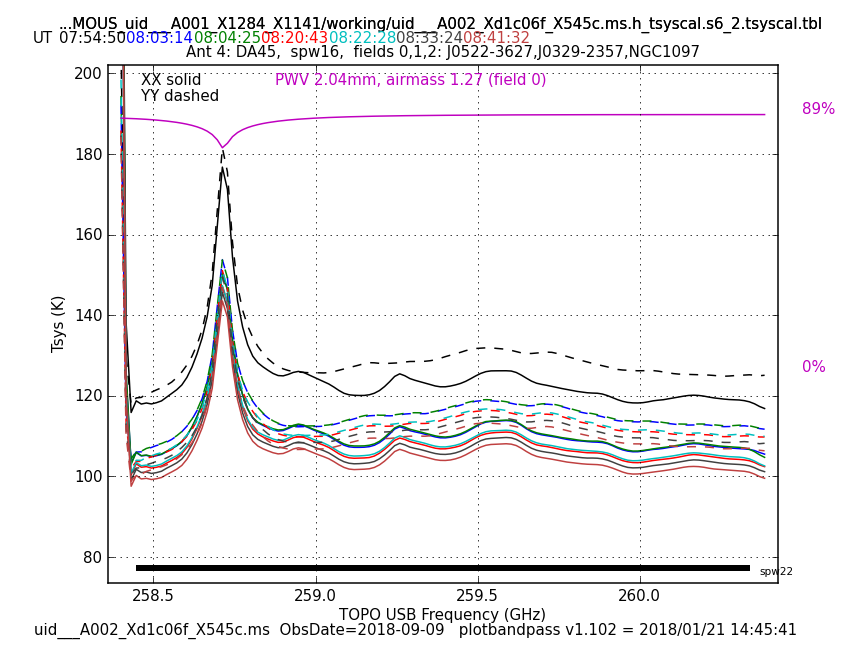 ...MOUS_uid___A001_X1284_X1141/working/uid___A002_Xd1c06f_X545c.ms.h_tsyscal.s6_2.tsyscal.tbl
UT 07:54:50 08:03:14 08:04:25 08:20:43 08:22:28 08:33:24 08:41:32
Ant 4: DA45, spw16, fields 0,1,2: J0522-3627,J0329-2357,NGC1097
XX solid
YY dashed
PWV 2.04mm, airmass 1.27 (field 0)
89%
0%
200
180
160
140
120
100
80
Tsys (K)
spw22
258.5 259.0 259.5 260.0
TOPO USB Frequency (GHz)
uid___A002_Xd1c06f_X545c.ms ObsDate=2018-09-09 plotbandpass v1.102 = 2018/01/21 14:45:41